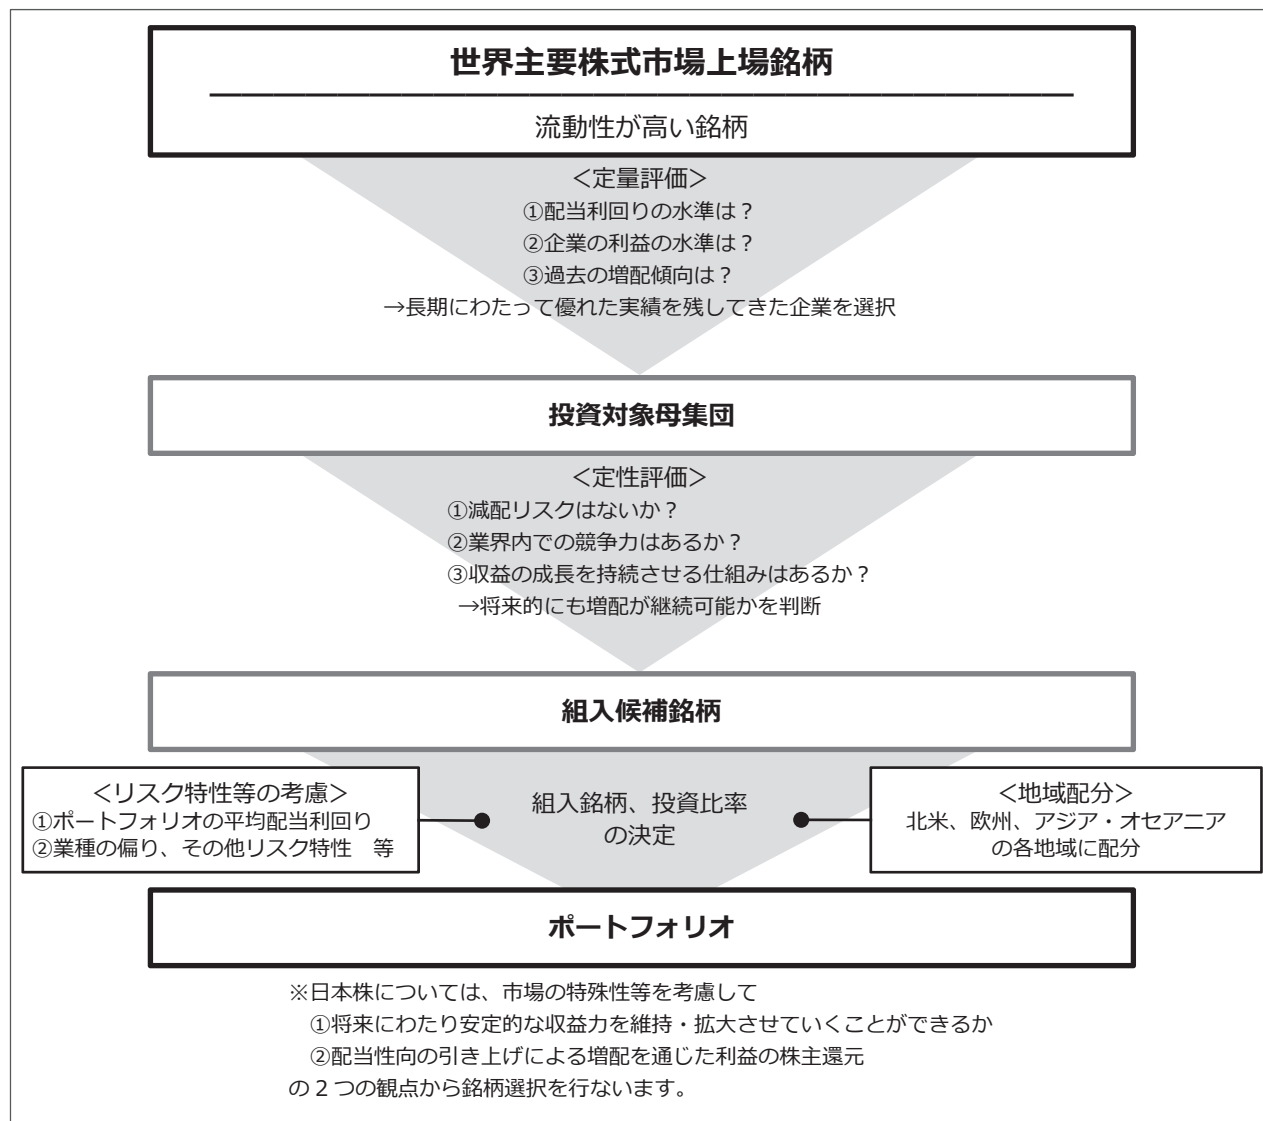 世界主要株式市場上場銘柄
流動性が高い銘柄
＜定量評価＞
①配当利回りの水準は？
②企業の利益の水準は？
③過去の増配傾向は？
→長期にわたって優れた実績を残してきた企業を選択
投資対象母集団
＜定性評価＞
①減配リスクはないか？
②業界内での競争力はあるか？
③収益の成長を持続させる仕組みはあるか？
→将来的にも増配が継続可能かを判断
組入候補銘柄
＜リスク特性等の考慮＞
①ポートフォリオの平均配当利回り
②業種の偏り、その他リスク特性　等
組入銘柄、投資比率
の決定
＜地域配分＞
北米、欧州、アジア・オセアニア
の各地域に配分
ポートフォリオ
※日本株については、市場の特殊性等を考慮して
①将来にわたり安定的な収益力を維持・拡大させていくことができるか
②配当性向の引き上げによる増配を通じた利益の株主還元
の２つの観点から銘柄選択を行ないます。